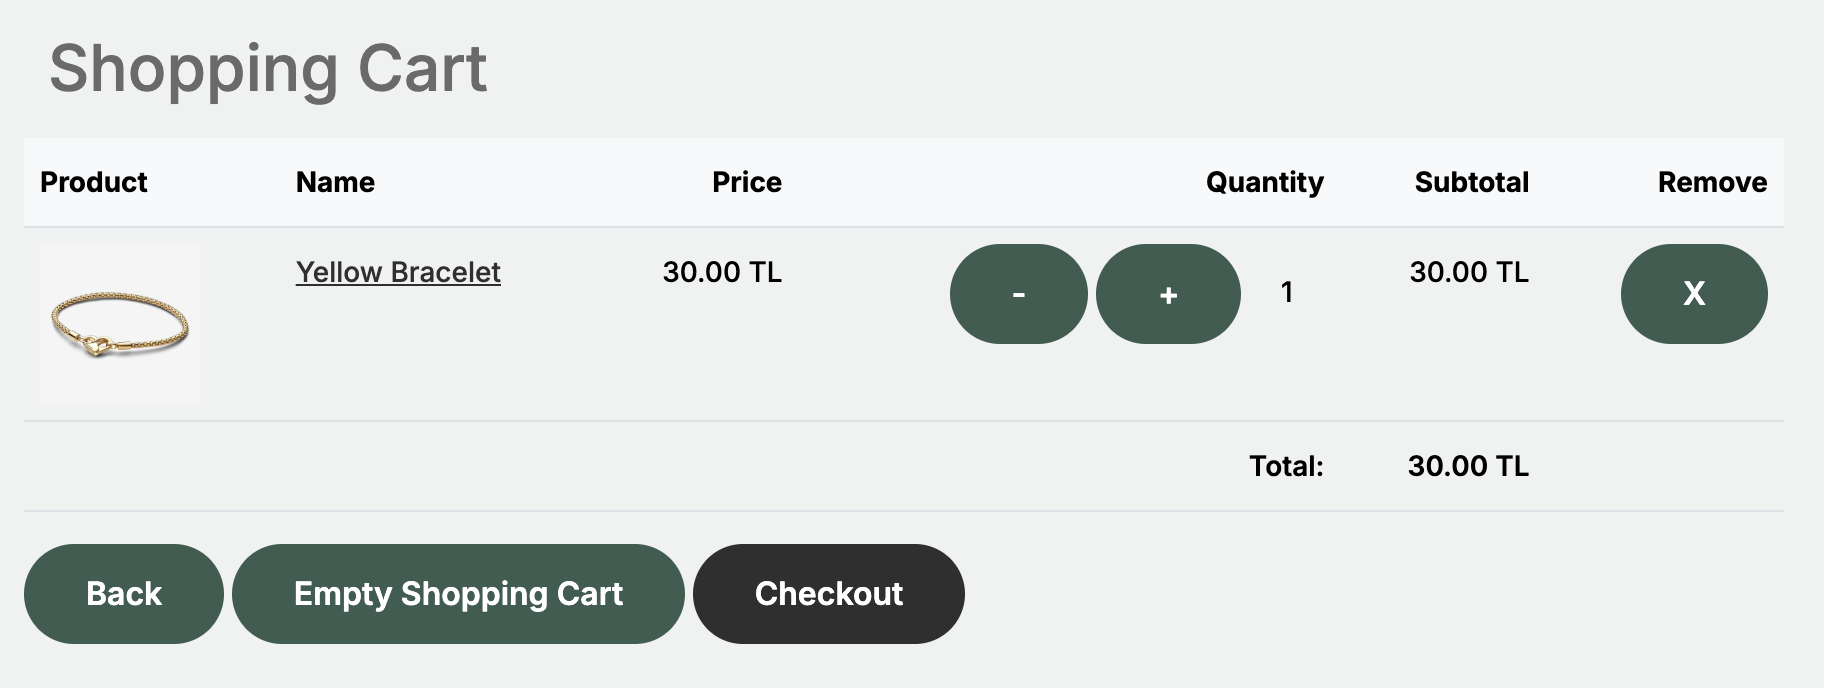 Shopping Cart
Product Name Price Quantity Subtotal Remove
Yellow Bracelet 30.00 TL - + 1 30.00 TL X
Total: 30.00 TL
Back Empty Shopping Cart Checkout